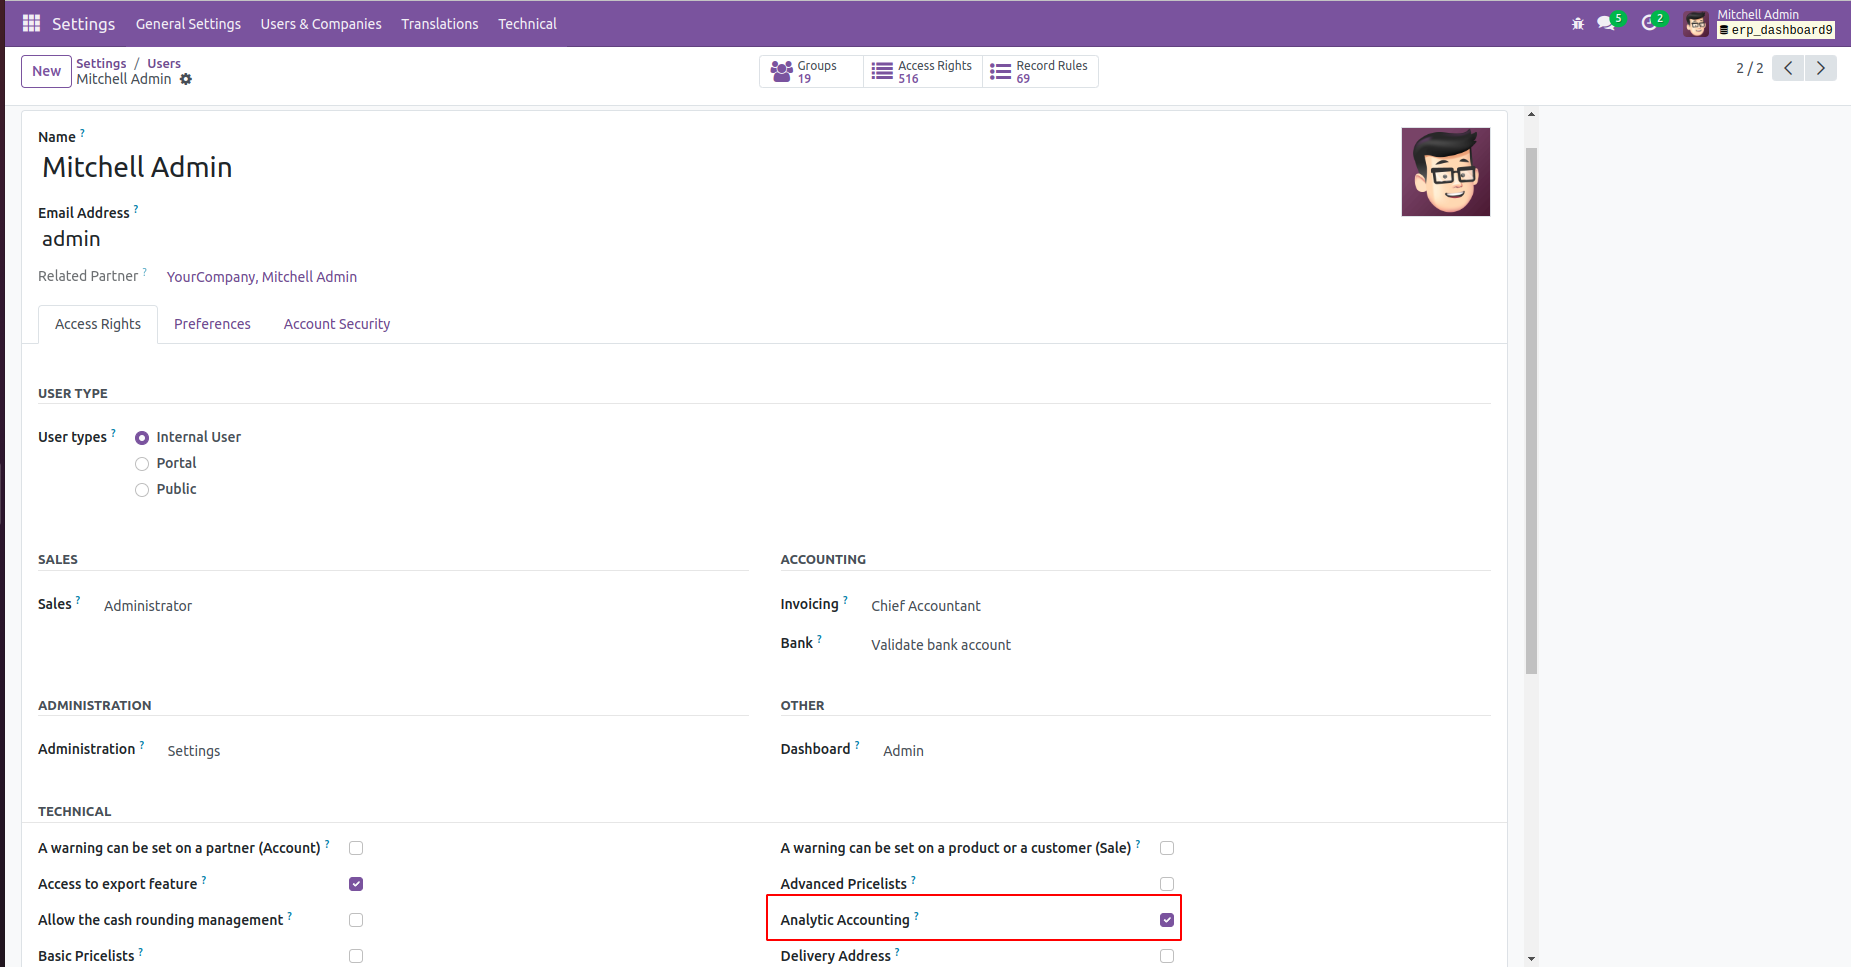 Settings General Settings Users & Companies Translations Technical 5 2 Mitchell Admin
erp_dashboard9
New Settings / Users
Mitchell Admin
Groups
19
Access Rights
516
Record Rules
69
2 / 2
Name ?
Mitchell Admin
Email Address ?
admin
Related Partner ? YourCompany, Mitchell Admin
Access Rights Preferences Account Security
USER TYPE
User types ? Internal User
Portal
Public
SALES
Sales ? Administrator
ACCOUNTING
Invoicing ? Chief Accountant
Bank ? Validate bank account
ADMINISTRATION
Administration ? Settings
OTHER
Dashboard ? Admin
TECHNICAL
A warning can be set on a partner (Account) ?
A warning can be set on a product or a customer (Sale) ?
Access to export feature ?
Advanced Pricelists ?
Allow the cash rounding management ?
Analytic Accounting ?
Basic Pricelists ?
Delivery Address ?